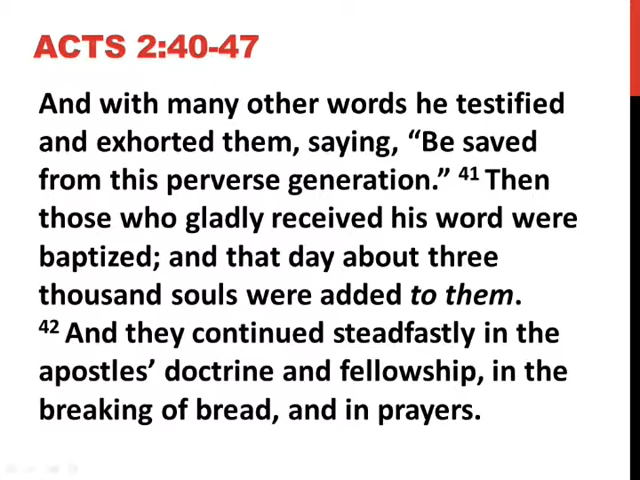 ACTS 2:40-47
And with many other words he testified
and exhorted them, saying, “Be saved
from this perverse generation.” 41 Then
those who gladly received his word were
baptized; and that day about three
thousand souls were added to them.
42 And they continued steadfastly in the
apostles’ doctrine and fellowship, in the
breaking of bread, and in prayers.